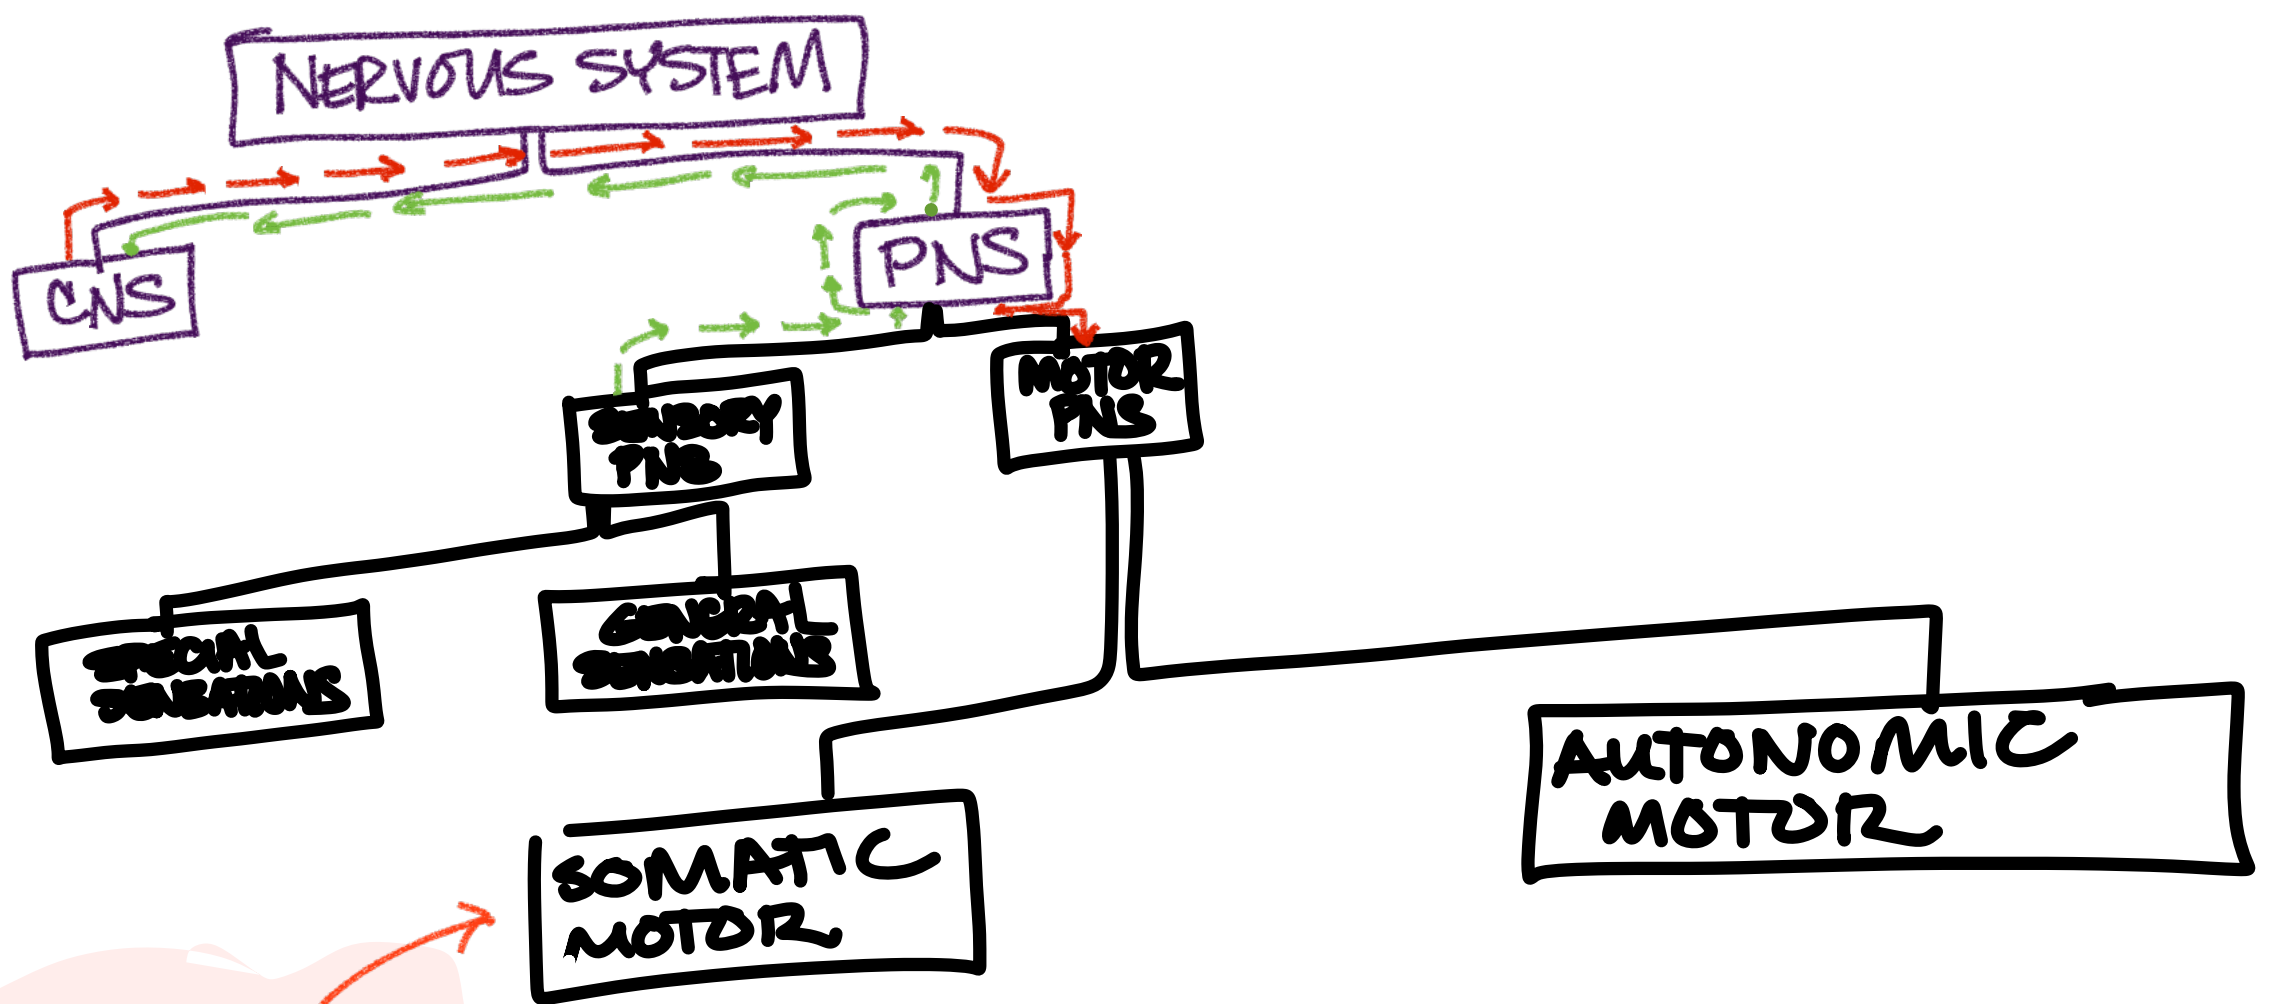 NERVOUS SYSTEM
CNS
PNS
SENSORY
PNS
MOTOR
PNS
SPECIAL
SENSATIONS
GENERAL
SENSATIONS
SOMATIC
MOTOR
AUTONOMIC
MOTOR